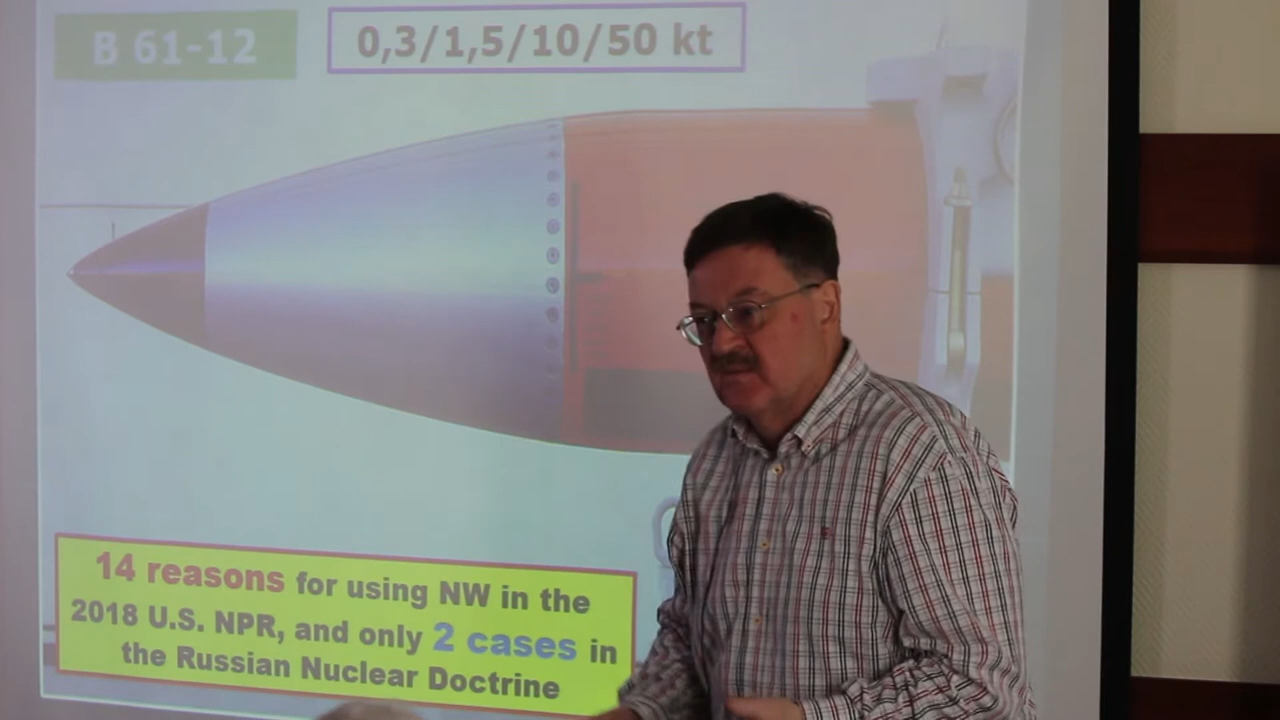 B 61-12
0,3/1,5/10/50 kt
14 reasons for using NW in the
2018 U.S. NPR, and only 2 cases in
the Russian Nuclear Doctrine